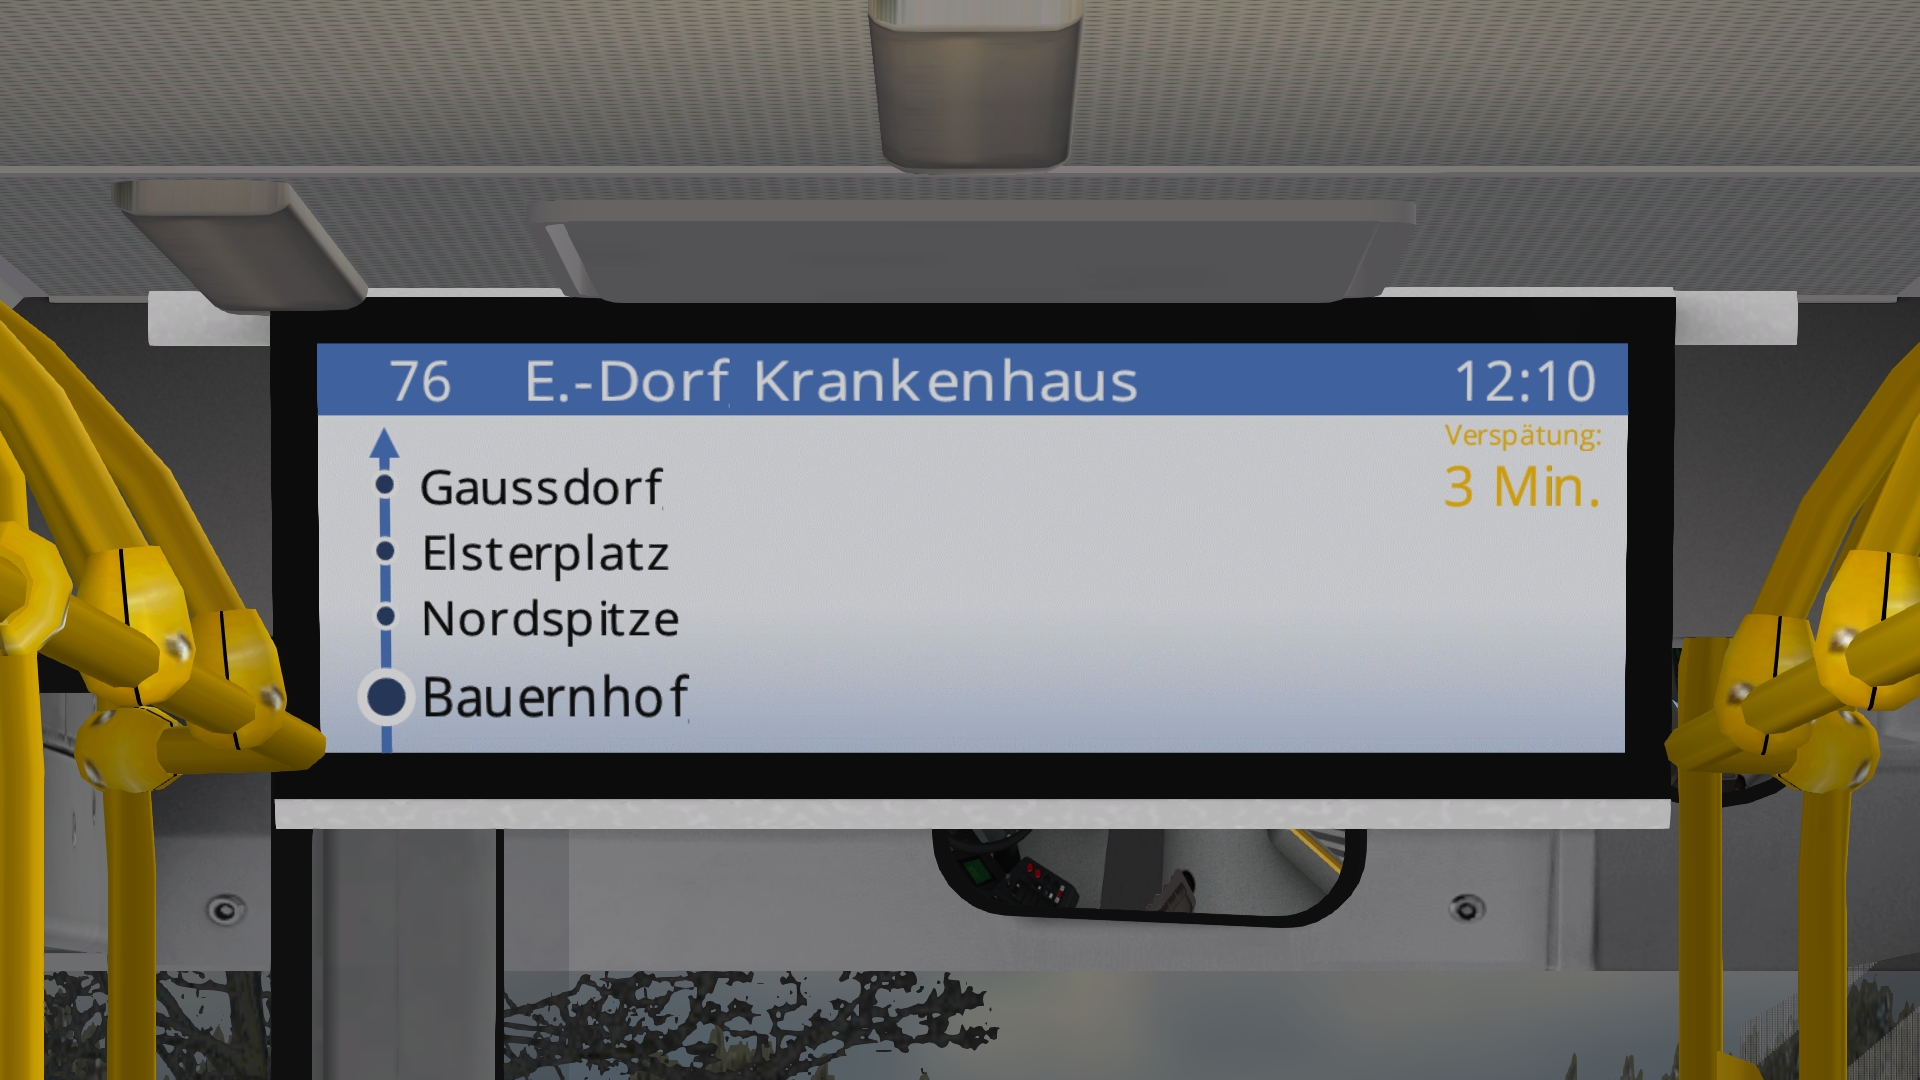 76 E.-Dorf Krankenhaus 12:10
Verspätung:
3 Min.
Gaussdorf
Elsterplatz
Nordspitze
Bauernhof